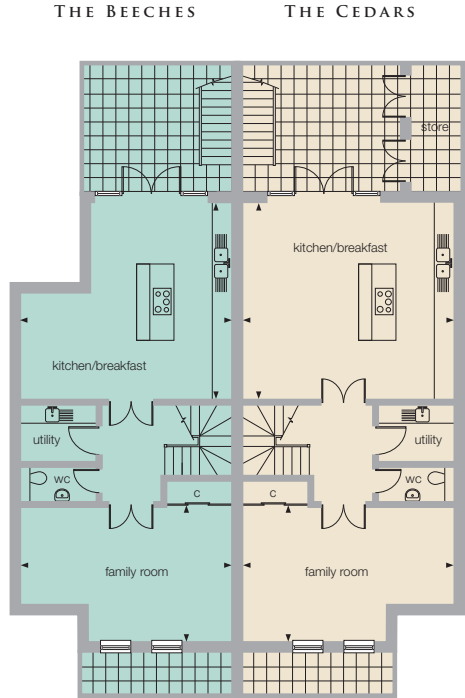 THE BEECHES
THE CEDARS
store
kitchen/breakfast
kitchen/breakfast
utility
utility
wc
wc
c
c
family room
family room